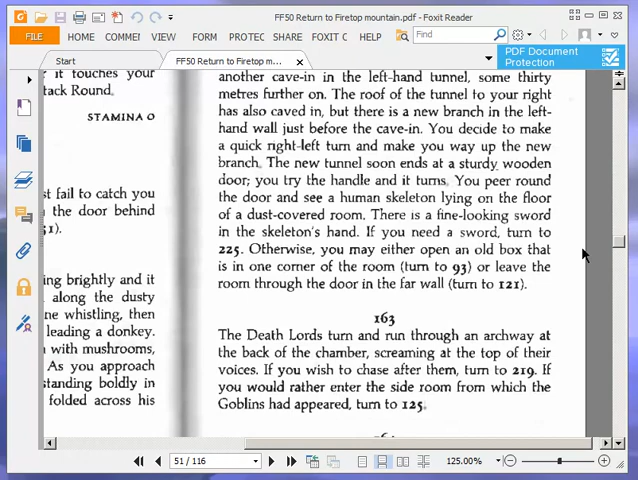 FF50 Return to Firetop mountain.pdf - Foxit Reader
FILE
HOME
COMMEI
VIEW
FORM
PROTEC
SHARE
FOXIT C
HELP
Find
Start
FF50 Return to Firetop m...
PDF Document
Protection
r it touches your
tack Round.
STAMINA O
st fail to catch you
n the door behind
51).
ing brightly and it
along the dusty
ne whistling, then
leading a donkey.
n with mushrooms,
As you approach
standing boldly in
folded across his
another cave-in in the left-hand tunnel, some thirty
metres further on. The roof of the tunnel to your right
has also caved in, but there is a new branch in the left-
hand wall just before the cave-in. You decide to make
a quick right-left turn and make you way up the new
branch. The new tunnel soon ends at a sturdy wooden
door; you try the handle and it turns. You peer round
the door and see a human skeleton lying on the floor
of a dust-covered room. There is a fine-looking sword
in the skeleton's hand. If you need a sword, turn to
225. Otherwise, you may either open an old box that
is in one corner of the room (turn to 93) or leave the
room through the door in the far wall (turn to 121).
163
The Death Lords turn and run through an archway at
the back of the chamber, screaming at the top of their
voices. If you wish to chase after them, turn to 219. If
you would rather enter the side room from which the
Goblins had appeared, turn to 125.
51 / 116
125.00%